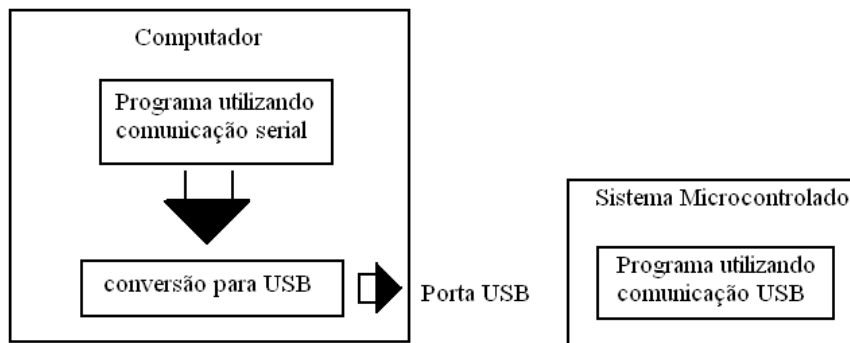 Computador
Programa utilizando
comunicação serial
conversão para USB
Porta USB
Sistema Microcontrolado
Programa utilizando
comunicação USB